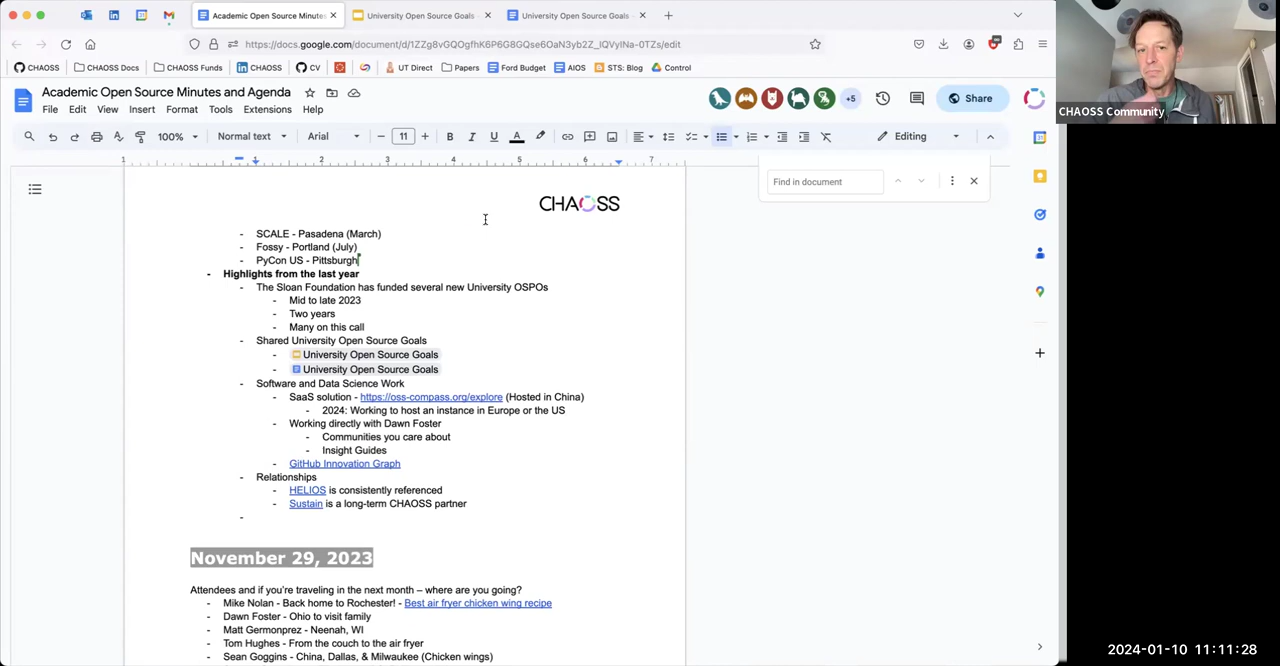 Academic Open Source Minutes
University Open Source Goals
University Open Source Goals
https://docs.google.com/document/d/1ZZg8vGQOgfhK6P6G8GQse6OaN3yb2Z_lQVylNa-0TZs/edit
CHAOSS
CHAOSS Docs
CHAOSS Funds
CHAOSS
CV
UT Direct
Papers
Ford Budget
AIOS
STS: Blog
Control
CHAOSS Community
Academic Open Source Minutes and Agenda
File Edit View Insert Format Tools Extensions Help
+5
Share
100%
Normal text
Arial
11
B I U A
Editing
1 1 2 3 4 5 6 7
Find in document
CHAOSS
- SCALE - Pasadena (March)
- Fossy - Portland (July)
- PyCon US - Pittsburgh
- Highlights from the last year
- The Sloan Foundation has funded several new University OSPOs
- Mid to late 2023
- Two years
- Many on this call
- Shared University Open Source Goals
- University Open Source Goals
- University Open Source Goals
- Software and Data Science Work
- SaaS solution - https://oss-compass.org/explore (Hosted in China)
- 2024: Working to host an instance in Europe or the US
- Working directly with Dawn Foster
- Communities you care about
- Insight Guides
- GitHub Innovation Graph
- Relationships
- HELIOS is consistently referenced
- Sustain is a long-term CHAOSS partner
-
November 29, 2023
Attendees and if you're traveling in the next month – where are you going?
- Mike Nolan - Back home to Rochester! - Best air fryer chicken wing recipe
- Dawn Foster - Ohio to visit family
- Matt Germonprez - Neenah, WI
- Tom Hughes - From the couch to the air fryer
- Sean Goggins - China, Dallas, & Milwaukee (Chicken wings)
2024-01-10 11:11:28